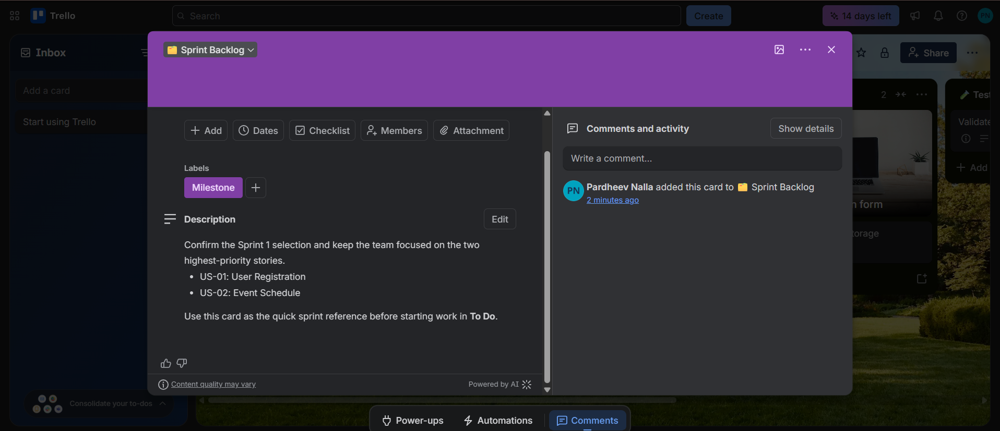 Trello
Search
Create
14 days left
PN
Inbox
Add a card
Start using Trello
Consolidate your to-dos
Sprint Backlog
Add
Dates
Checklist
Members
Attachment
Labels
Milestone
Description
Edit
Confirm the Sprint 1 selection and keep the team focused on the two
highest-priority stories.
• US-01: User Registration
• US-02: Event Schedule
Use this card as the quick sprint reference before starting work in To Do.
Content quality may vary
Powered by AI
Comments and activity
Show details
Write a comment...
PN
Pardheev Nalla added this card to Sprint Backlog
2 minutes ago
Share
2
form
Validate
Add
Power-ups
Automations
Comments